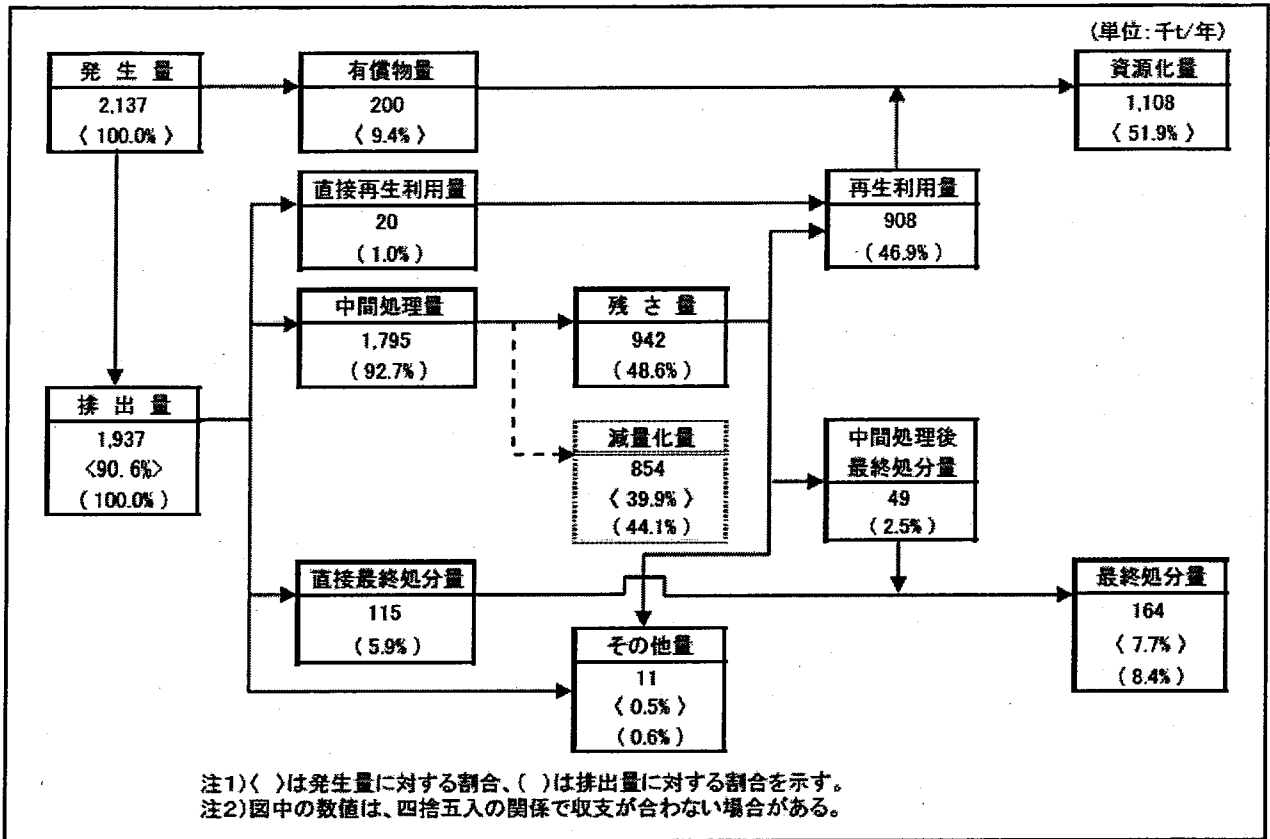 (単位:千t/年)
発生量
2,137
〈 100.0% 〉
有償物量
200
〈 9.4% 〉
資源化量
1,108
〈 51.9% 〉
直接再生利用量
20
( 1.0% )
再生利用量
908
( 46.9% )
中間処理量
1,795
( 92.7% )
残さ量
942
( 48.6% )
排出量
1,937
〈90.6%〉
( 100.0% )
減量化量
854
〈 39.9% 〉
( 44.1% )
中間処理後
最終処分量
49
( 2.5% )
直接最終処分量
115
( 5.9% )
最終処分量
164
〈 7.7% 〉
( 8.4% )
その他量
11
〈 0.5% 〉
( 0.6% )
注1)〈 〉は発生量に対する割合、( )は排出量に対する割合を示す。
注2)図中の数値は、四捨五入の関係で収支が合わない場合がある。